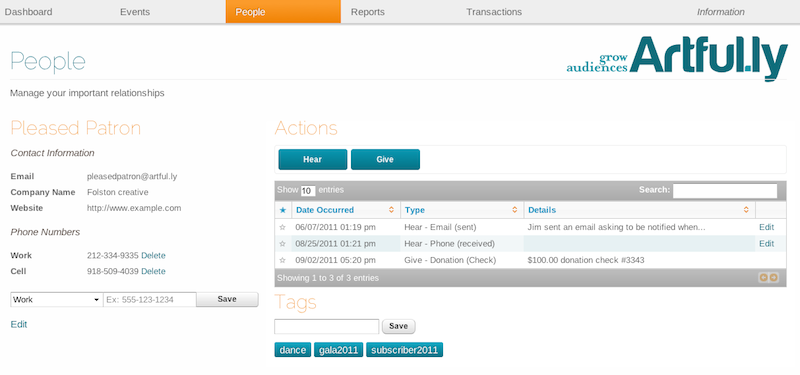 Dashboard Events People Reports Transactions Information
People
grow audiences Artful.ly
Manage your important relationships
Pleased Patron
Contact Information
Email pleasedpatron@artful.ly
Company Name Folston creative
Website http://www.example.com
Phone Numbers
Work 212-334-9335 Delete
Cell 918-509-4039 Delete
Work Ex: 555-123-1234 Save
Edit
Actions
Hear Give
Show 10 entries Search:
★ Date Occurred Type Details
☆ 06/07/2011 01:19 pm Hear - Email (sent) Jim sent an email asking to be notified when... Edit
☆ 08/25/2011 01:21 pm Hear - Phone (received) Edit
☆ 09/02/2011 05:20 pm Give - Donation (Check) $100.00 donation check #3343
Showing 1 to 3 of 3 entries
Tags
Save
dance gala2011 subscriber2011